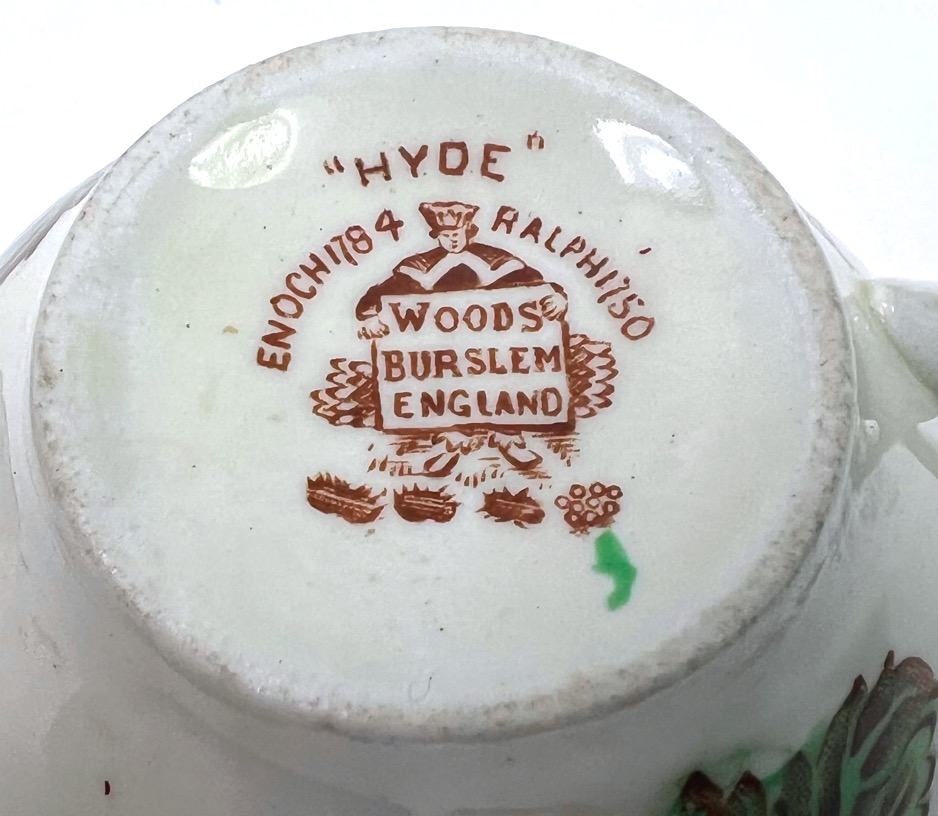 "HYDE"
ENOCH 1784 RALPH 1750
WOODS
BURSLEM
ENGLAND